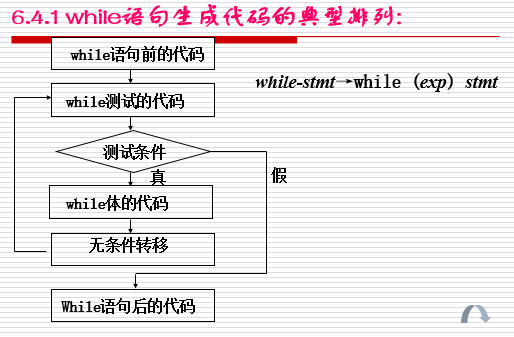 6.4.1 while语句生成代码的典型排列:
while语句前的代码
while-stmt→while (exp) stmt
while测试的代码
测试条件
真
假
while体的代码
无条件转移
While语句后的代码